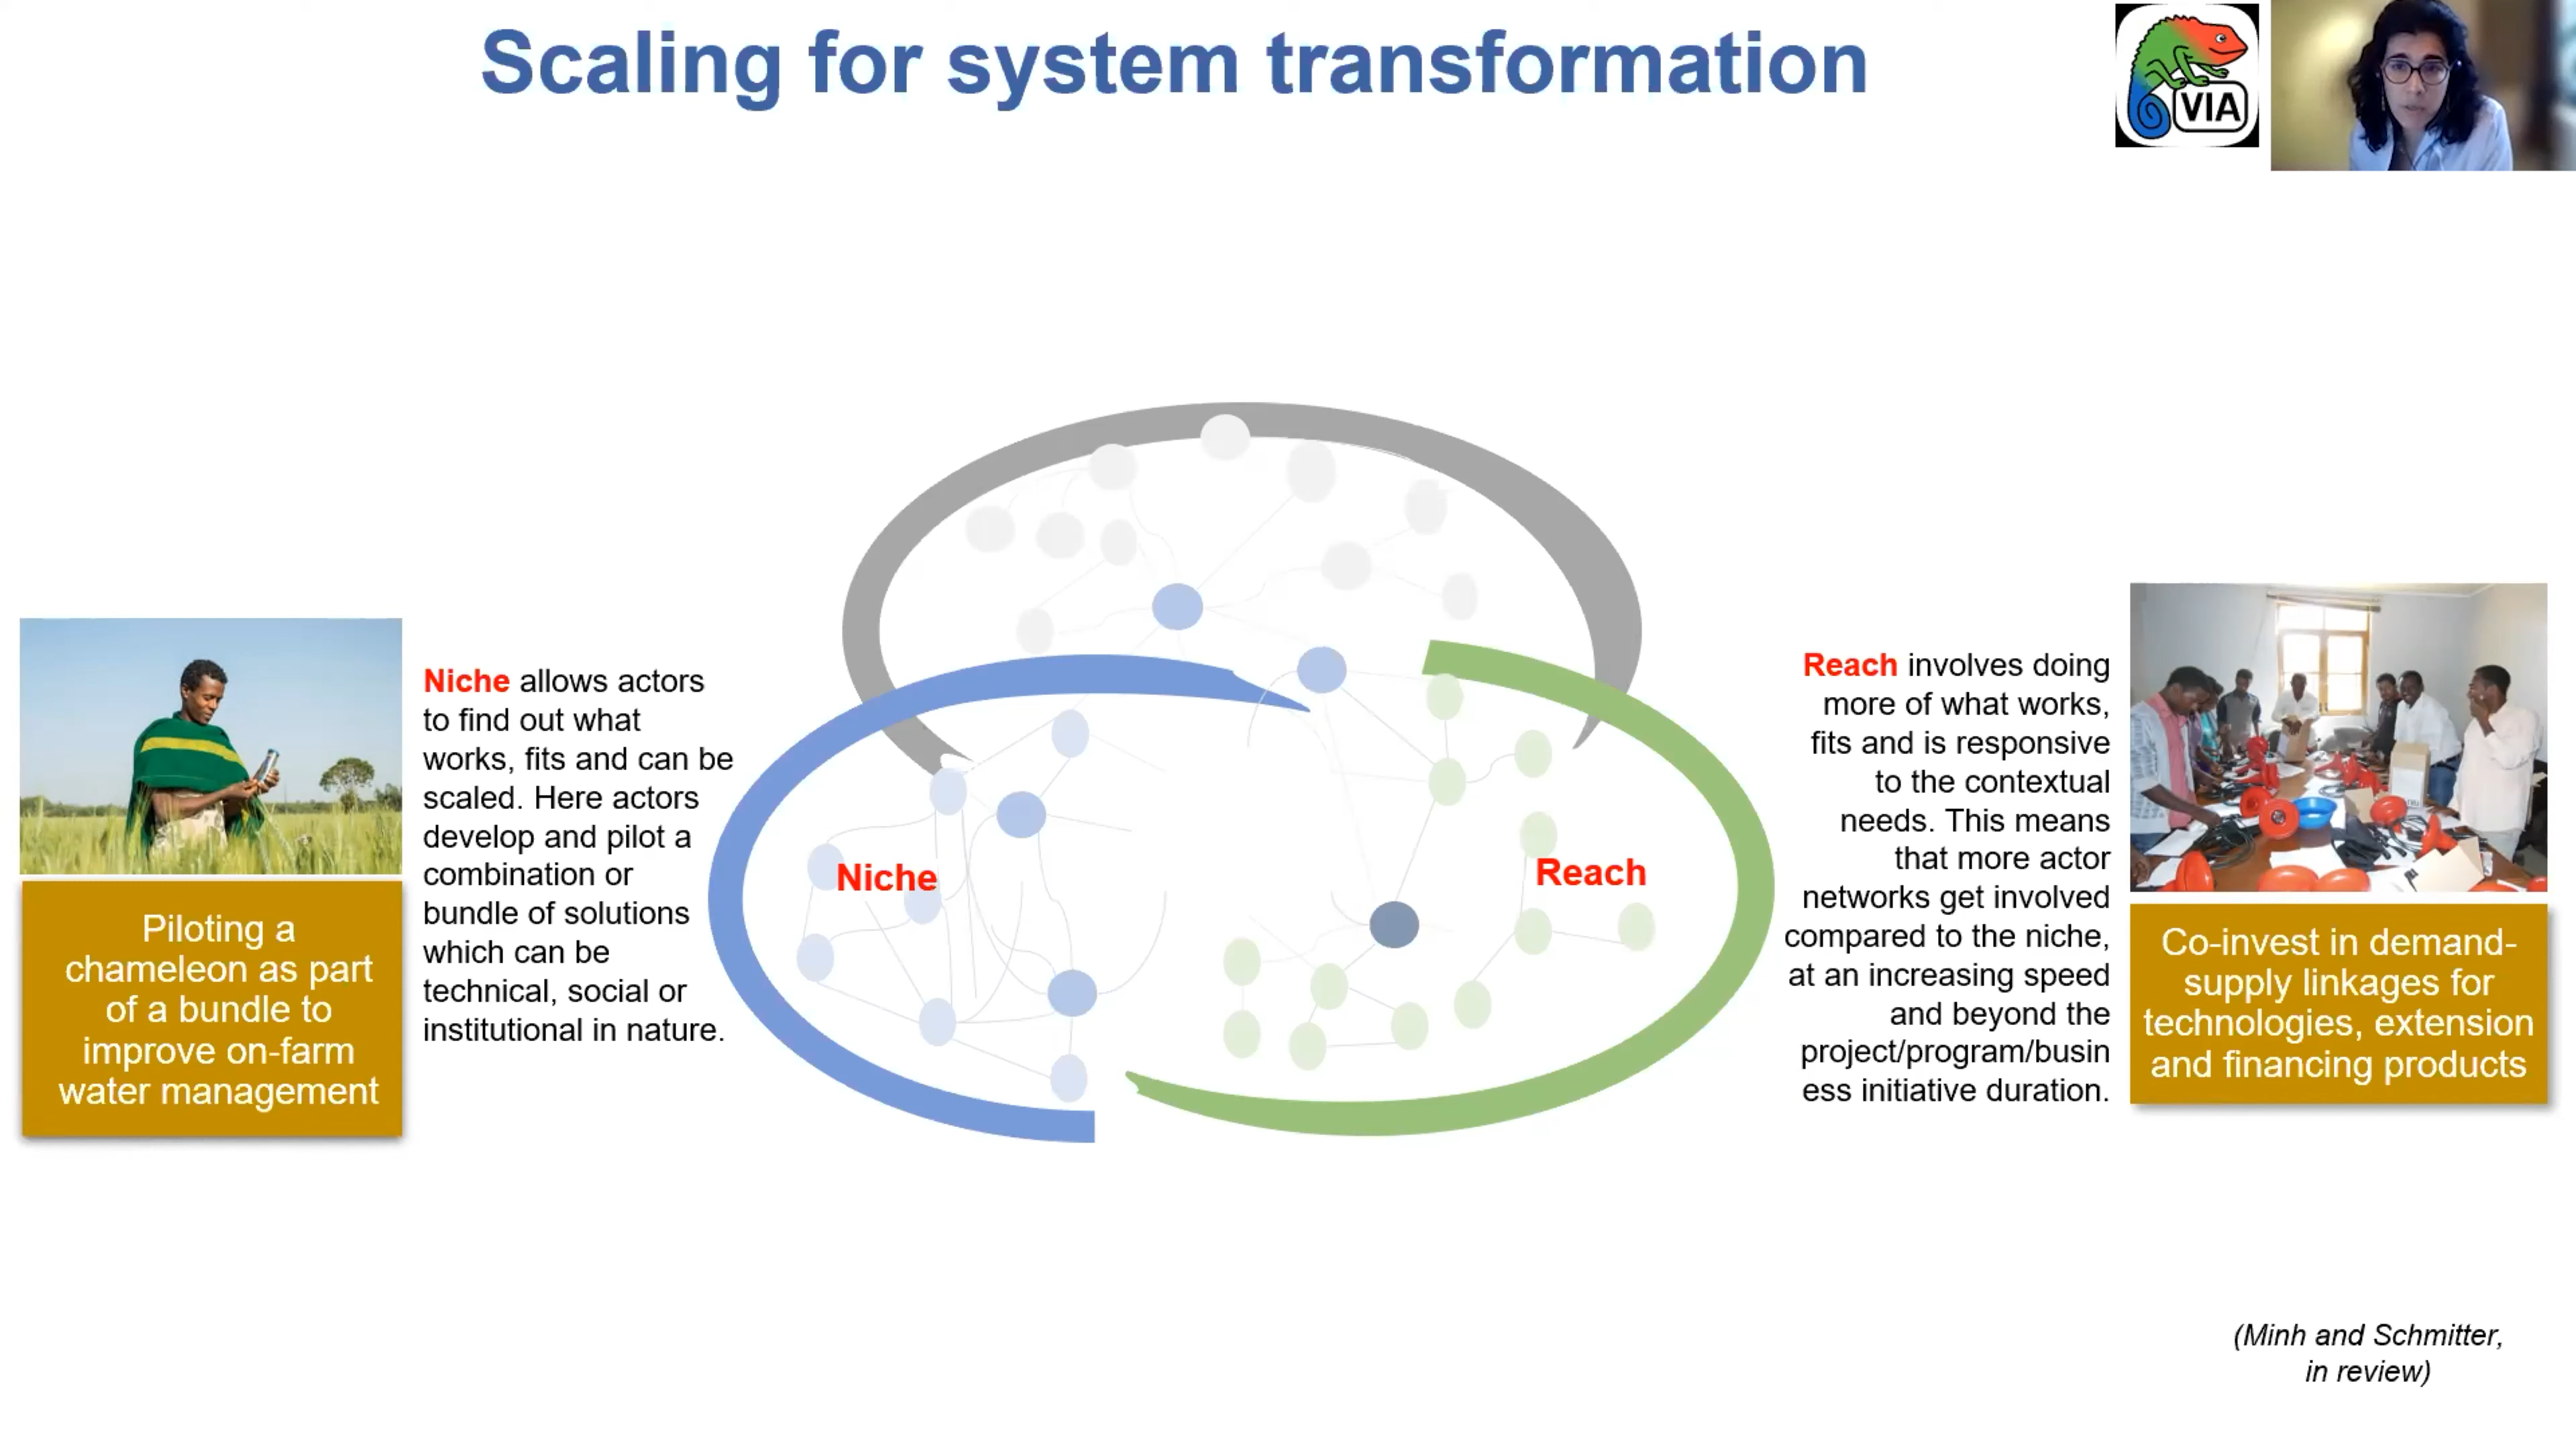 Scaling for system transformation
VIA
Niche allows actors
to find out what
works, fits and can be
scaled. Here actors
develop and pilot a
combination or
bundle of solutions
which can be
technical, social or
institutional in nature.
Piloting a
chameleon as part
of a bundle to
improve on-farm
water management
Niche
Reach
Reach involves doing
more of what works,
fits and is responsive
to the contextual
needs. This means
that more actor
networks get involved
compared to the niche,
at an increasing speed
and beyond the
project/program/busin
ess initiative duration.
Co-invest in demand-
supply linkages for
technologies, extension
and financing products
(Minh and Schmitter,
in review)